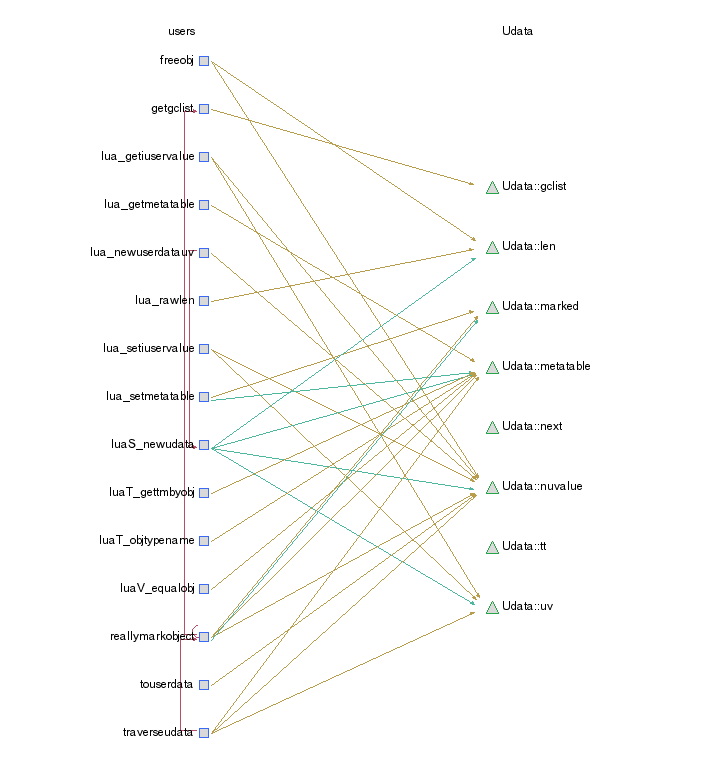 users
Udata
freeobj
getgclist
lua_getiuservalue
Udata::gclist
lua_getmetatable
lua_newuserdatauv
Udata::len
lua_rawlen
Udata::marked
lua_setiuservalue
Udata::metatable
lua_setmetatable
Udata::next
luaS_newudata
luaT_gettmbyobj
Udata::nuvalue
luaT_objtypename
Udata::tt
luaV_equalobj
Udata::uv
reallymarkobject
touserdata
traverseudata